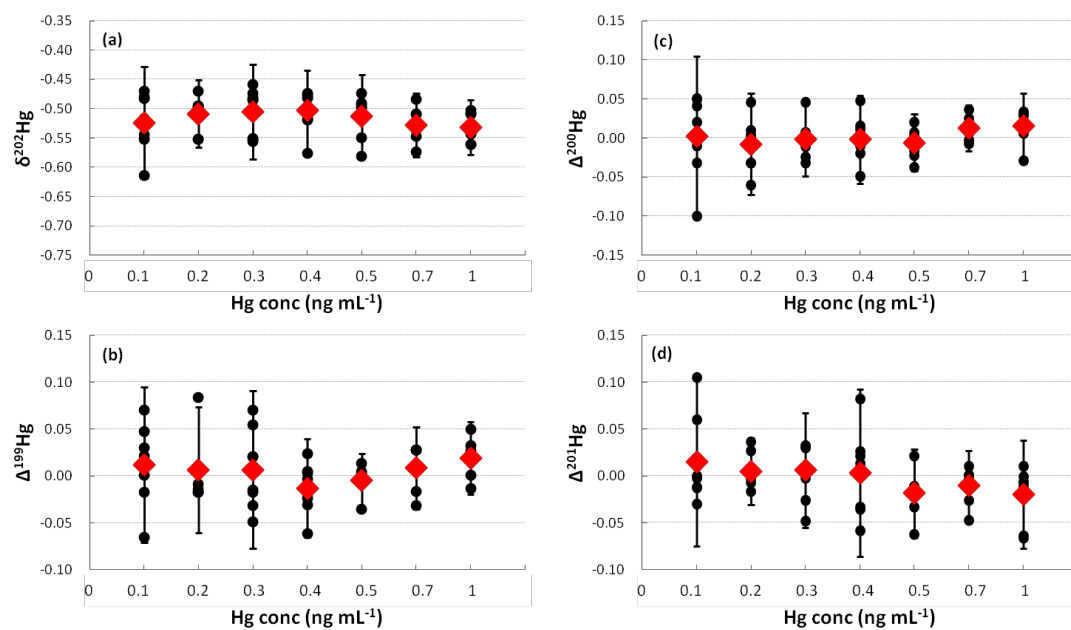 (a)
δ²⁰²Hg
-0.35
-0.40
-0.45
-0.50
-0.55
-0.60
-0.65
-0.70
-0.75
0 0.1 0.2 0.3 0.4 0.5 0.7 1
Hg conc (ng mL⁻¹)
(c)
Δ²⁰⁰Hg
0.15
0.10
0.05
0.00
-0.05
-0.10
-0.15
0 0.1 0.2 0.3 0.4 0.5 0.7 1
Hg conc (ng mL⁻¹)
(b)
Δ¹⁹⁹Hg
0.15
0.10
0.05
0.00
-0.05
-0.10
0 0.1 0.2 0.3 0.4 0.5 0.7 1
Hg conc (ng mL⁻¹)
(d)
Δ²⁰¹Hg
0.15
0.10
0.05
0.00
-0.05
-0.10
0 0.1 0.2 0.3 0.4 0.5 0.7 1
Hg conc (ng mL⁻¹)